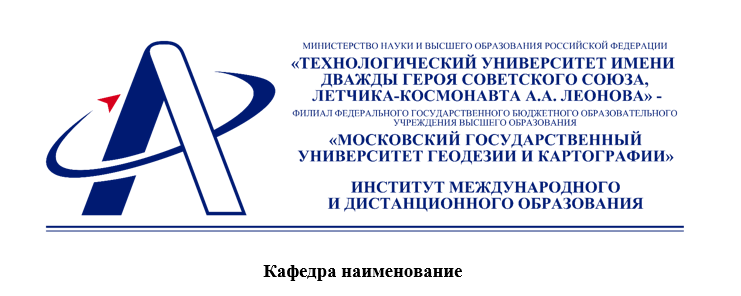 МИНИСТЕРСТВО НАУКИ И ВЫСШЕГО ОБРАЗОВАНИЯ РОССИЙСКОЙ ФЕДЕРАЦИИ
«ТЕХНОЛОГИЧЕСКИЙ УНИВЕРСИТЕТ ИМЕНИ
ДВАЖДЫ ГЕРОЯ СОВЕТСКОГО СОЮЗА,
ЛЕТЧИКА-КОСМОНАВТА А.А. ЛЕОНОВА» -
ФИЛИАЛ ФЕДЕРАЛЬНОГО ГОСУДАРСТВЕННОГО БЮДЖЕТНОГО ОБРАЗОВАТЕЛЬНОГО
УЧРЕЖДЕНИЯ ВЫСШЕГО ОБРАЗОВАНИЯ
«МОСКОВСКИЙ ГОСУДАРСТВЕННЫЙ
УНИВЕРСИТЕТ ГЕОДЕЗИИ И КАРТОГРАФИИ»
ИНСТИТУТ МЕЖДУНАРОДНОГО
И ДИСТАНЦИОННОГО ОБРАЗОВАНИЯ
Кафедра наименование